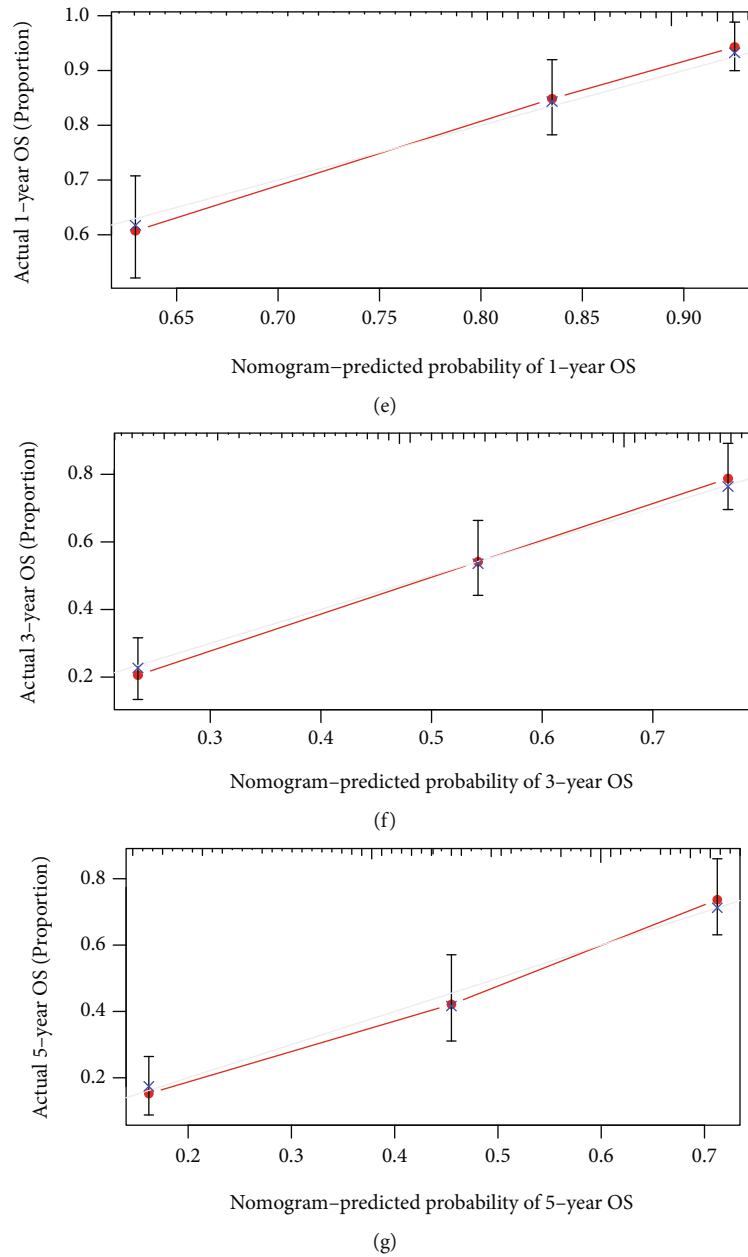 Actual 1–year OS (Proportion)
1.0
0.9
0.8
0.7
0.6
0.65 0.70 0.75 0.80 0.85 0.90
Nomogram–predicted probability of 1–year OS
(e)
Actual 3–year OS (Proportion)
0.8
0.6
0.4
0.2
0.3 0.4 0.5 0.6 0.7
Nomogram–predicted probability of 3–year OS
(f)
Actual 5–year OS (Proportion)
0.8
0.6
0.4
0.2
0.2 0.3 0.4 0.5 0.6 0.7
Nomogram–predicted probability of 5–year OS
(g)